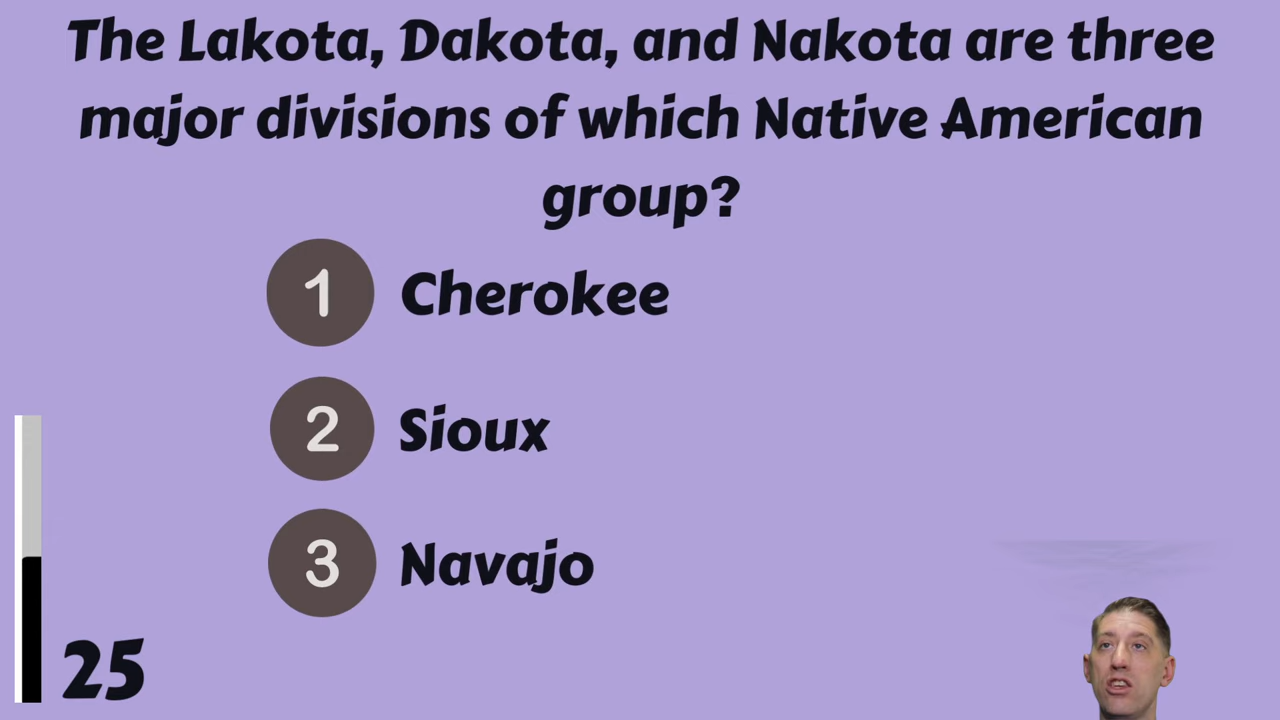 The Lakota, Dakota, and Nakota are three
major divisions of which Native American
group?
1 Cherokee
2 Sioux
3 Navajo
25